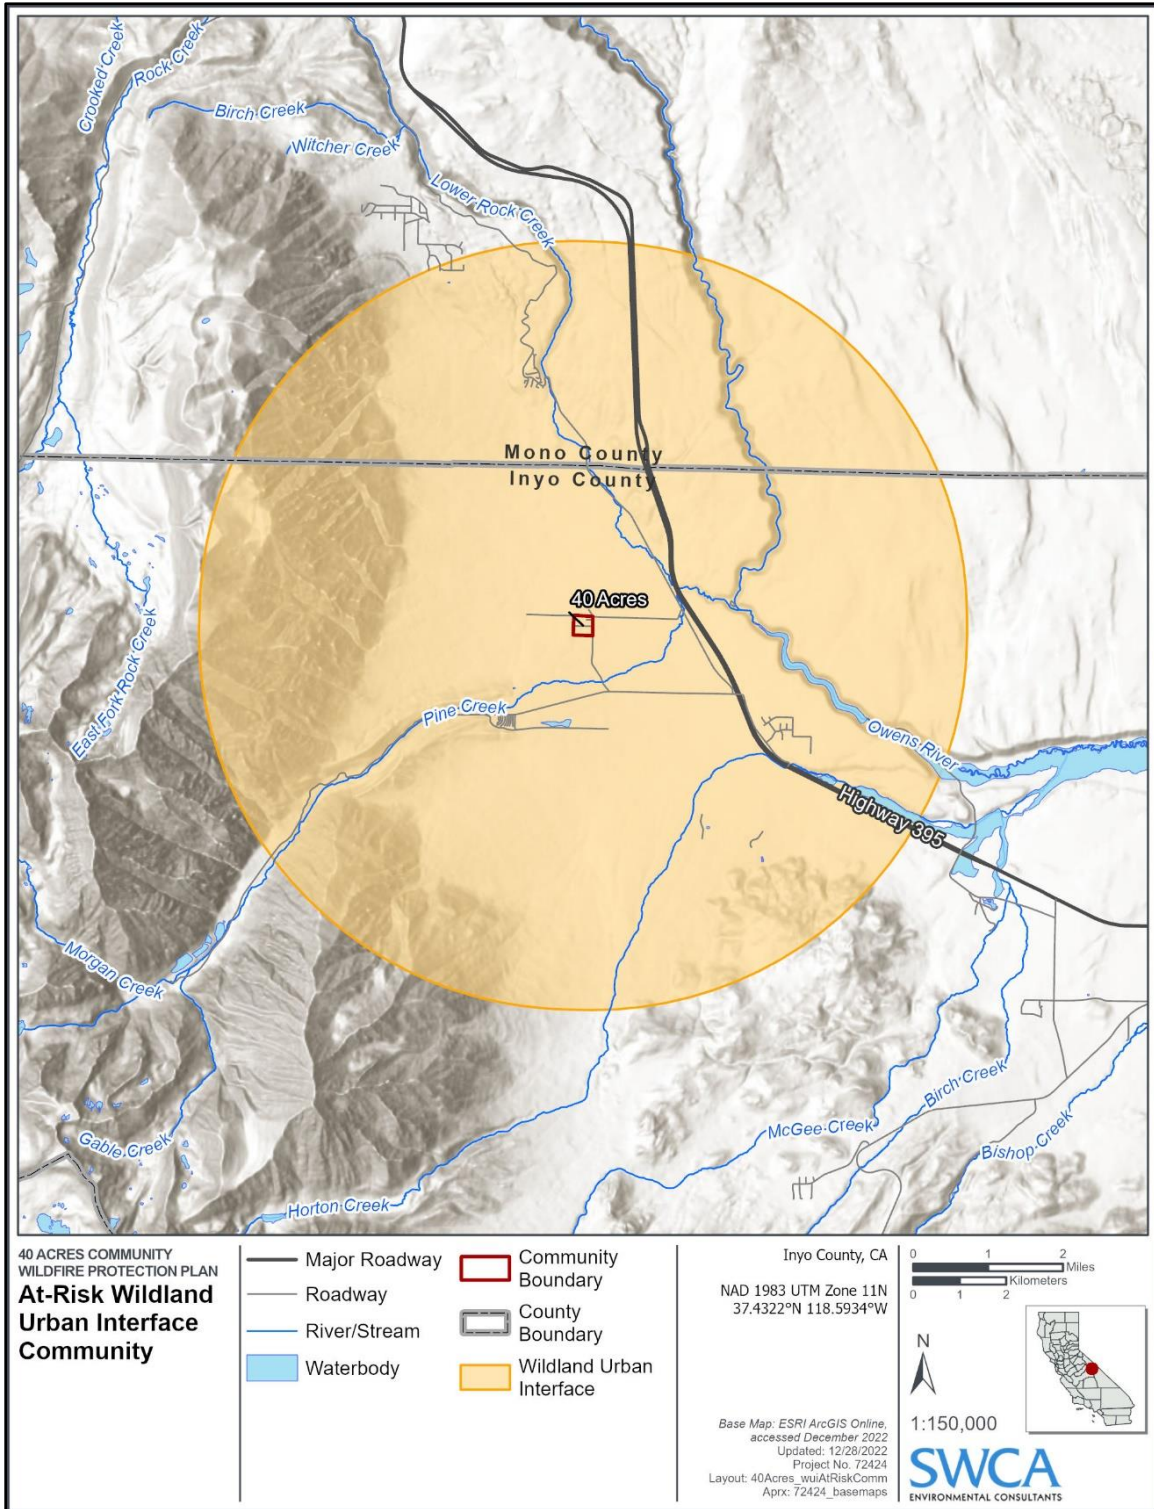 Crooked Creek
Rock Creek
Birch Creek
Witcher Creek
Lower Rock Creek
Mono County
Inyo County
40 Acres
East Fork Rock Creek
Pine Creek
Owens River
Highway 395
Morgan Creek
Gable Creek
Horton Creek
McGee Creek
Birch Creek
Bishop Creek
40 ACRES COMMUNITY
WILDFIRE PROTECTION PLAN
At-Risk Wildland
Urban Interface
Community
Major Roadway
Roadway
River/Stream
Waterbody
Community
Boundary
County
Boundary
Wildland Urban
Interface
Inyo County, CA
NAD 1983 UTM Zone 11N
37.4322°N 118.5934°W
Base Map: ESRI ArcGIS Online,
accessed December 2022
Updated: 12/28/2022
Project No. 72424
Layout: 40Acres_wuiAtRiskComm
Aprx: 72424_basemaps
0 1 2
Miles
Kilometers
0 1 2
N
1:150,000
SWCA
ENVIRONMENTAL CONSULTANTS